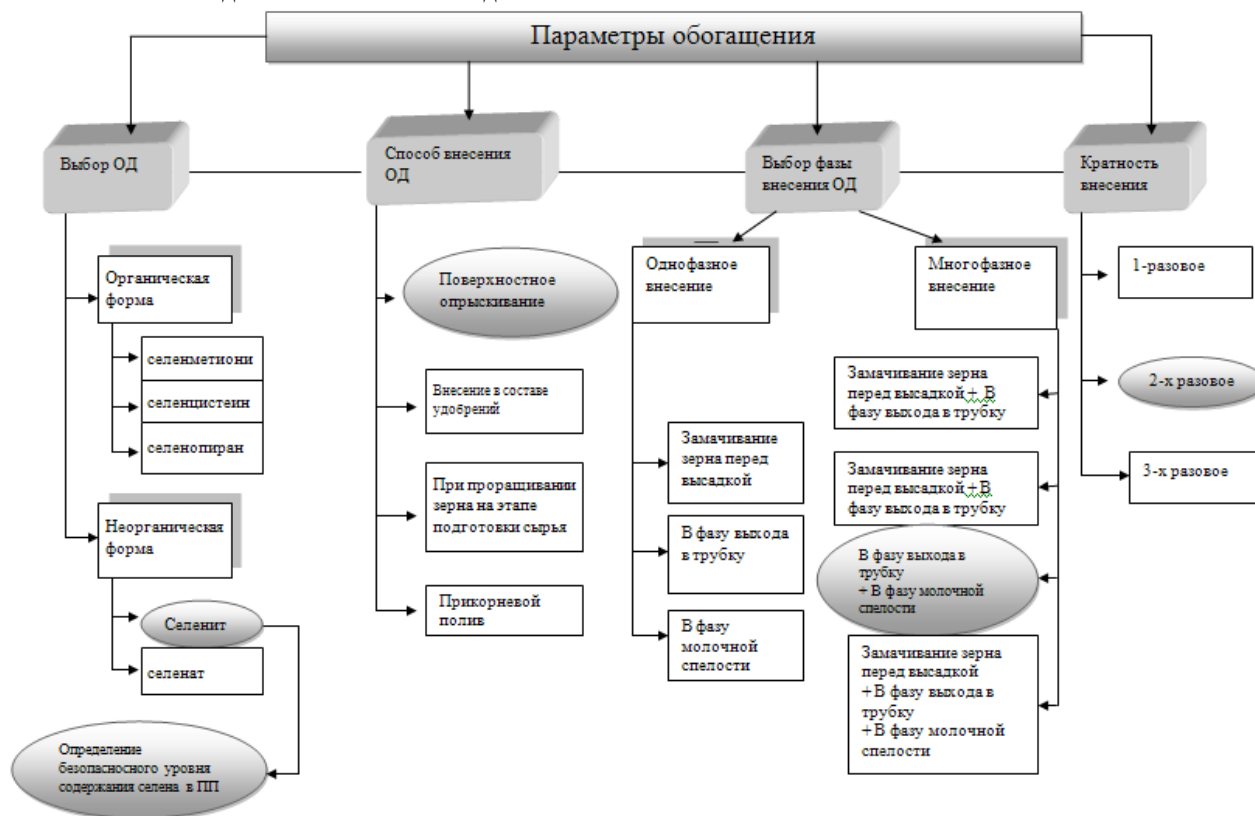 Параметры обогащения
Выбор ОД
Способ внесения
ОД
Выбор фазы
внесения ОД
Кратность
внесения
Органическая
форма
селенметиони
селенцистеин
селенопиран
Неорганическая
форма
Селенит
селенат
Определение
безопасносного уровня
содержания селена в ПП
Поверхностное
опрыскивание
Внесение в составе
удобрений
При проращивании
зерна на этапе
подготовки сырья
Прикорневой
полив
Однофазное
внесение
Замачивание
зерна перед
высадкой
В фазу выхода
в трубку
В фазу
молочной
спелости
Многофазное
внесение
Замачивание зерна
перед высадкой + В
фазу выхода в трубку
Замачивание зерна
перед высадкой +В
фазу выхода в трубку
В фазу выхода в
трубку
+ В фазу молочной
спелости
Замачивание зерна
перед высадкой
+В фазу выхода в
трубку
+В фазу молочной
спелости
1-разовое
2-х разовое
3-х разовое